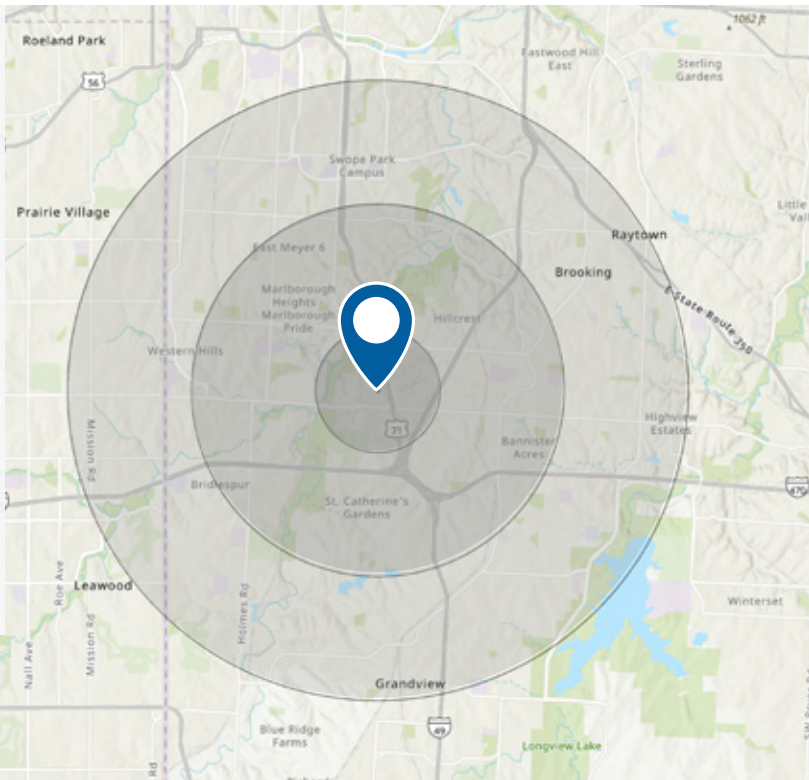 1062 ft
Roeland Park
Eastwood Hill
East
Sterling
Gardens
56
Swope Park
Campus
Prairie Village
Little
Vall
Raytown
East Meyer 6
Brooking
Marlborough
Heights -
Marlborough
Pride
Hillcrest
E State Route 350
Western Hills
Mission Rd
71
Highview
Estates
Bannister
Acres
Bridlespur
470
St. Catherine's
Gardens
Roe Ave
Leawood
Holmes Rd
Winterset
Nall Ave
Mission Rd
Grandview
49
Blue Ridge
Farms
Longview Lake
Rd